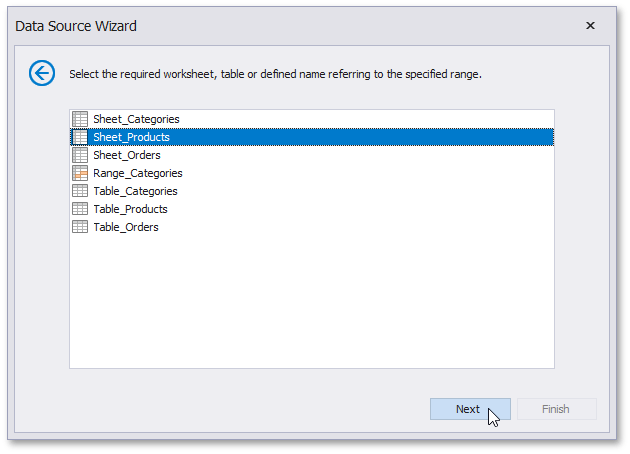 Data Source Wizard
Select the required worksheet, table or defined name referring to the specified range.
Sheet_Categories
Sheet_Products
Sheet_Orders
Range_Categories
Table_Categories
Table_Products
Table_Orders
Next
Finish